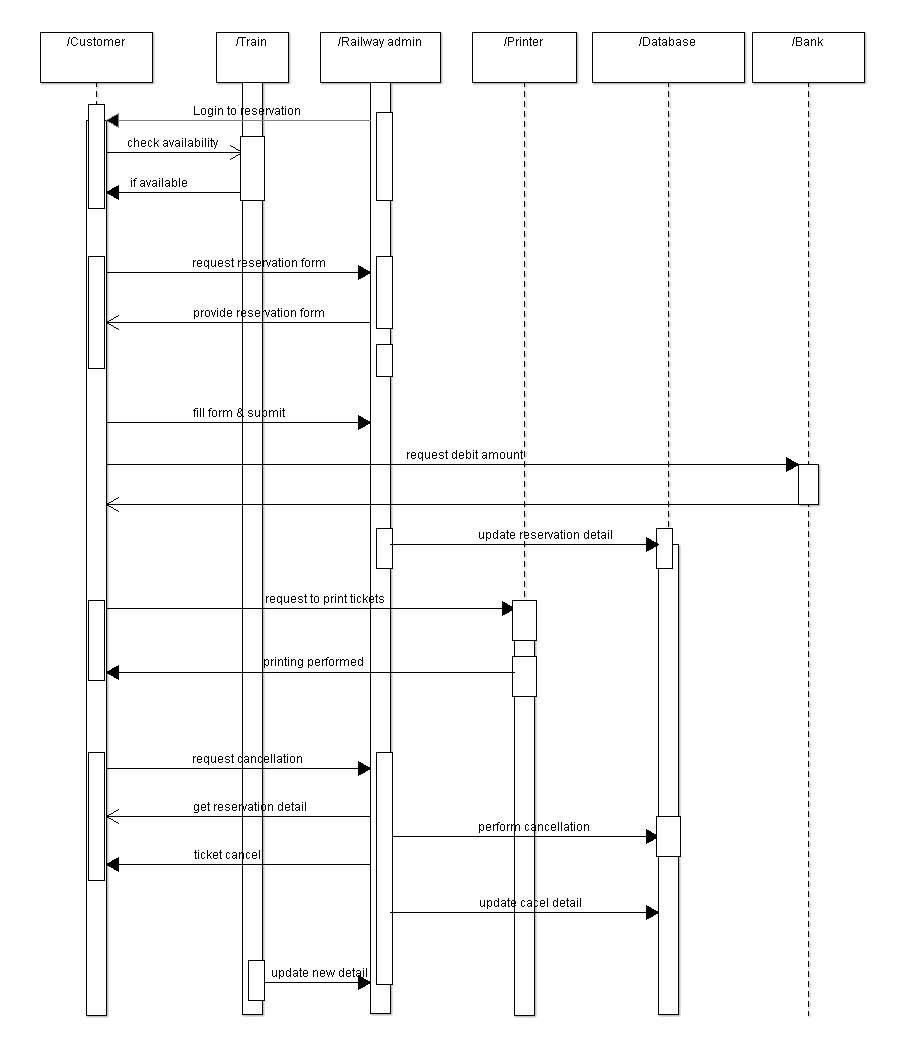 /Customer
/Train
/Railway admin
/Printer
/Database
/Bank
Login to reservation
check availability
if available
request reservation form
provide reservation form
fill form & submit
request debit amount
update reservation detail
request to print tickets
printing performed
request cancellation
get reservation detail
perform cancellation
ticket cancel
update cacel detail
update new detail